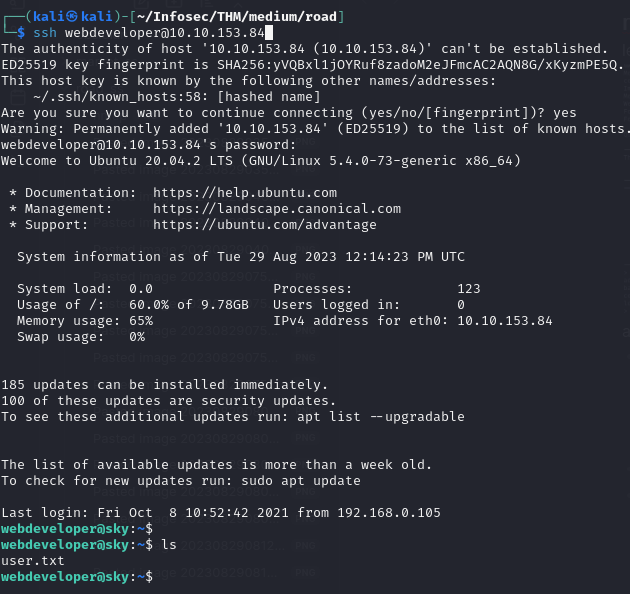 ┌──(kali㉿kali)-[~/Infosec/THM/medium/road]
└─$ ssh webdeveloper@10.10.153.84
The authenticity of host '10.10.153.84 (10.10.153.84)' can't be established.
ED25519 key fingerprint is SHA256:yVQBxl1jOYRuf8zadoM2eJFmcAC2AQN8G/xKyzmPE5Q.
This host key is known by the following other names/addresses:
    ~/.ssh/known_hosts:58: [hashed name]
Are you sure you want to continue connecting (yes/no/[fingerprint])? yes
Warning: Permanently added '10.10.153.84' (ED25519) to the list of known hosts.
webdeveloper@10.10.153.84's password:
Welcome to Ubuntu 20.04.2 LTS (GNU/Linux 5.4.0-73-generic x86_64)

 * Documentation:  https://help.ubuntu.com
 * Management:     https://landscape.canonical.com
 * Support:        https://ubuntu.com/advantage

  System information as of Tue 29 Aug 2023 12:14:23 PM UTC

  System load:  0.0               Processes:             123
  Usage of /:   60.0% of 9.78GB   Users logged in:       0
  Memory usage: 65%               IPv4 address for eth0: 10.10.153.84
  Swap usage:   0%

185 updates can be installed immediately.
100 of these updates are security updates.
To see these additional updates run: apt list --upgradable

The list of available updates is more than a week old.
To check for new updates run: sudo apt update

Last login: Fri Oct  8 10:52:42 2021 from 192.168.0.105
webdeveloper@sky:~$
webdeveloper@sky:~$ ls
user.txt
webdeveloper@sky:~$